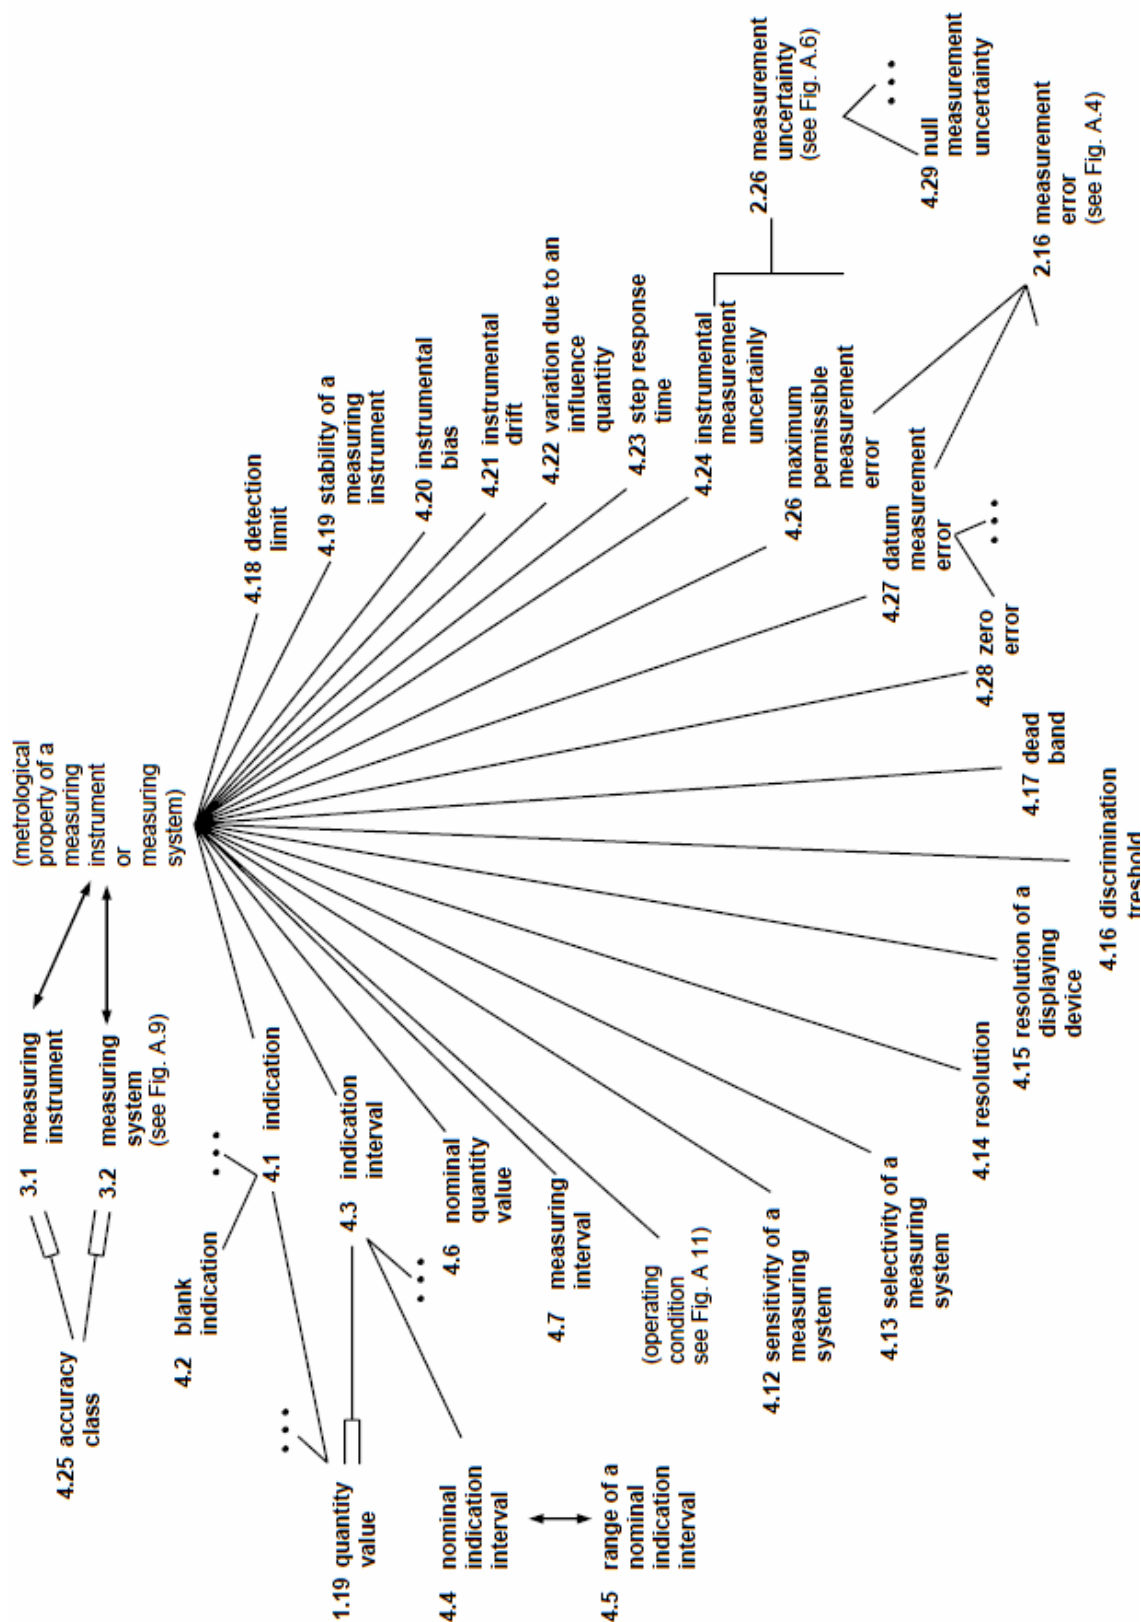 4.25 accuracy
class
3.1 measuring
instrument
3.2 measuring
system
(see Fig. A.9)
(metrological
property of a
measuring
instrument
or
measuring
system)
4.2 blank
indication
4.1 indication
1.19 quantity
value
4.3 indication
interval
4.4 nominal
indication
interval
4.5 range of a
nominal
indication
interval
4.6 nominal
quantity
value
4.7 measuring
interval
(operating
condition
see Fig. A 11)
4.12 sensitivity of a
measuring
system
4.13 selectivity of a
measuring
system
4.14 resolution
4.15 resolution of a
displaying
device
4.16 discrimination
treshold
4.17 dead
band
4.28 zero
error
4.27 datum
measurement
error
4.26 maximum
permissible
measurement
error
4.24 instrumental
measurement
uncertainly
4.23 step response
time
4.22 variation due to an
influence
quantity
4.21 instrumental
drift
4.20 instrumental
bias
4.19 stability of a
measuring
instrument
4.18 detection
limit
2.26 measurement
uncertainty
(see Fig. A.6)
4.29 null
measurement
uncertainty
2.16 measurement
error
(see Fig. A.4)